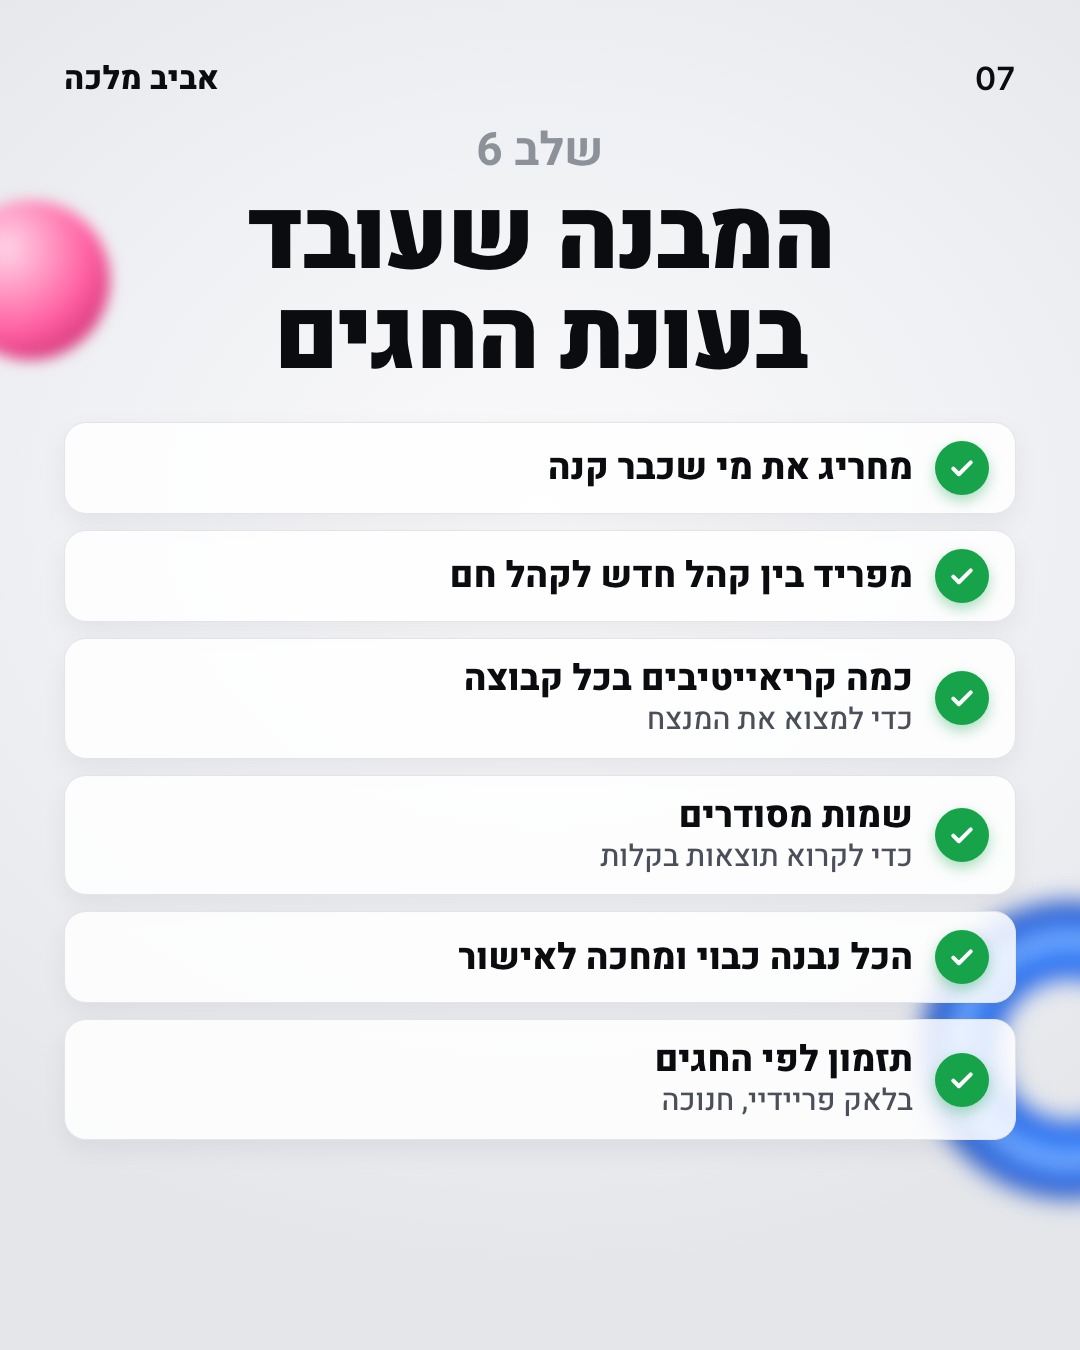 07
אביב מלכה
שלב 6
המבנה שעובד
בעונת החגים
מחריג את מי שכבר קנה
מפריד בין קהל חדש לקהל חם
כמה קריאייטיבים בכל קבוצה
כדי למצוא את המנצח
שמות מסודרים
כדי לקרוא תוצאות בקלות
הכל נבנה כבוי ומחכה לאישור
תזמון לפי החגים
בלאק פריידיי, חנוכה